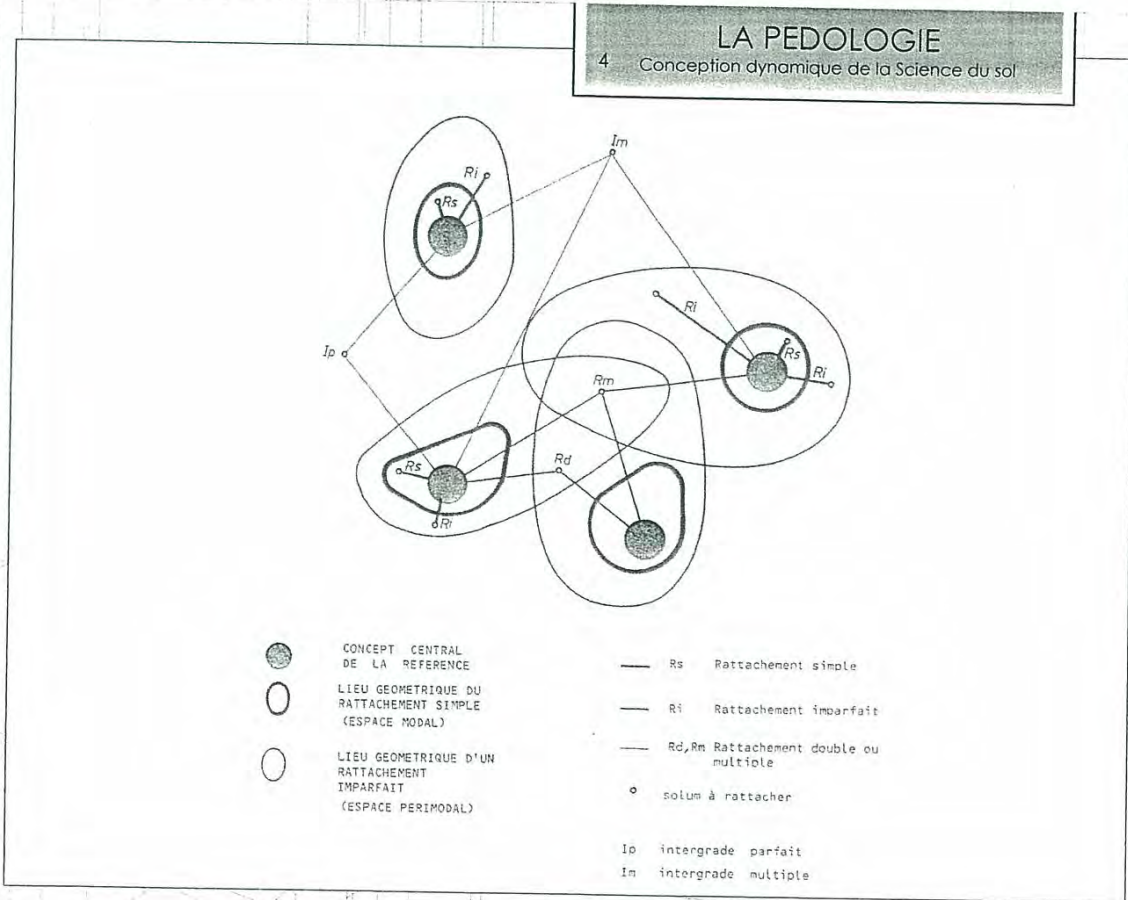 LA PEDOLOGIE
4 Conception dynamique de la Science du sol
Im
Ri
Rs
Ri
Rs
Ri
Ip
Rm
Rs
Rd
Ri
CONCEPT CENTRAL
DE LA REFERENCE
LIEU GEOMETRIQUE DU
RATTACHEMENT SIMPLE
(ESPACE MODAL)
LIEU GEOMETRIQUE D'UN
RATTACHEMENT
IMPARFAIT
(ESPACE PERIMODAL)
Rs Rattachement simple
Ri Rattachement imparfait
Rd,Rm Rattachement double ou
multiple
solum à rattacher
Ip intergrade parfait
Im intergrade multiple